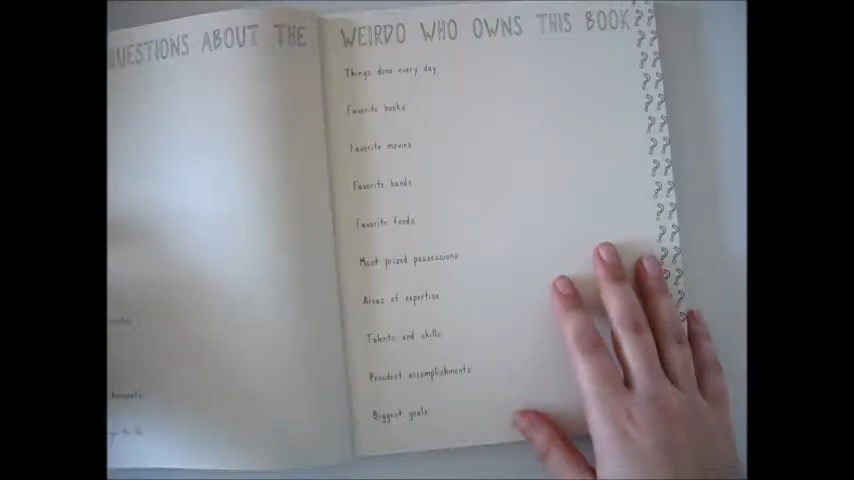 QUESTIONS ABOUT THE WEIRDO WHO OWNS THIS BOOK?
Things done every day
Favorite books
Favorite movies
Favorite bands
Favorite foods
Most prized possessions
Areas of expertise
Talents and skills
Proudest accomplishments
Biggest goals